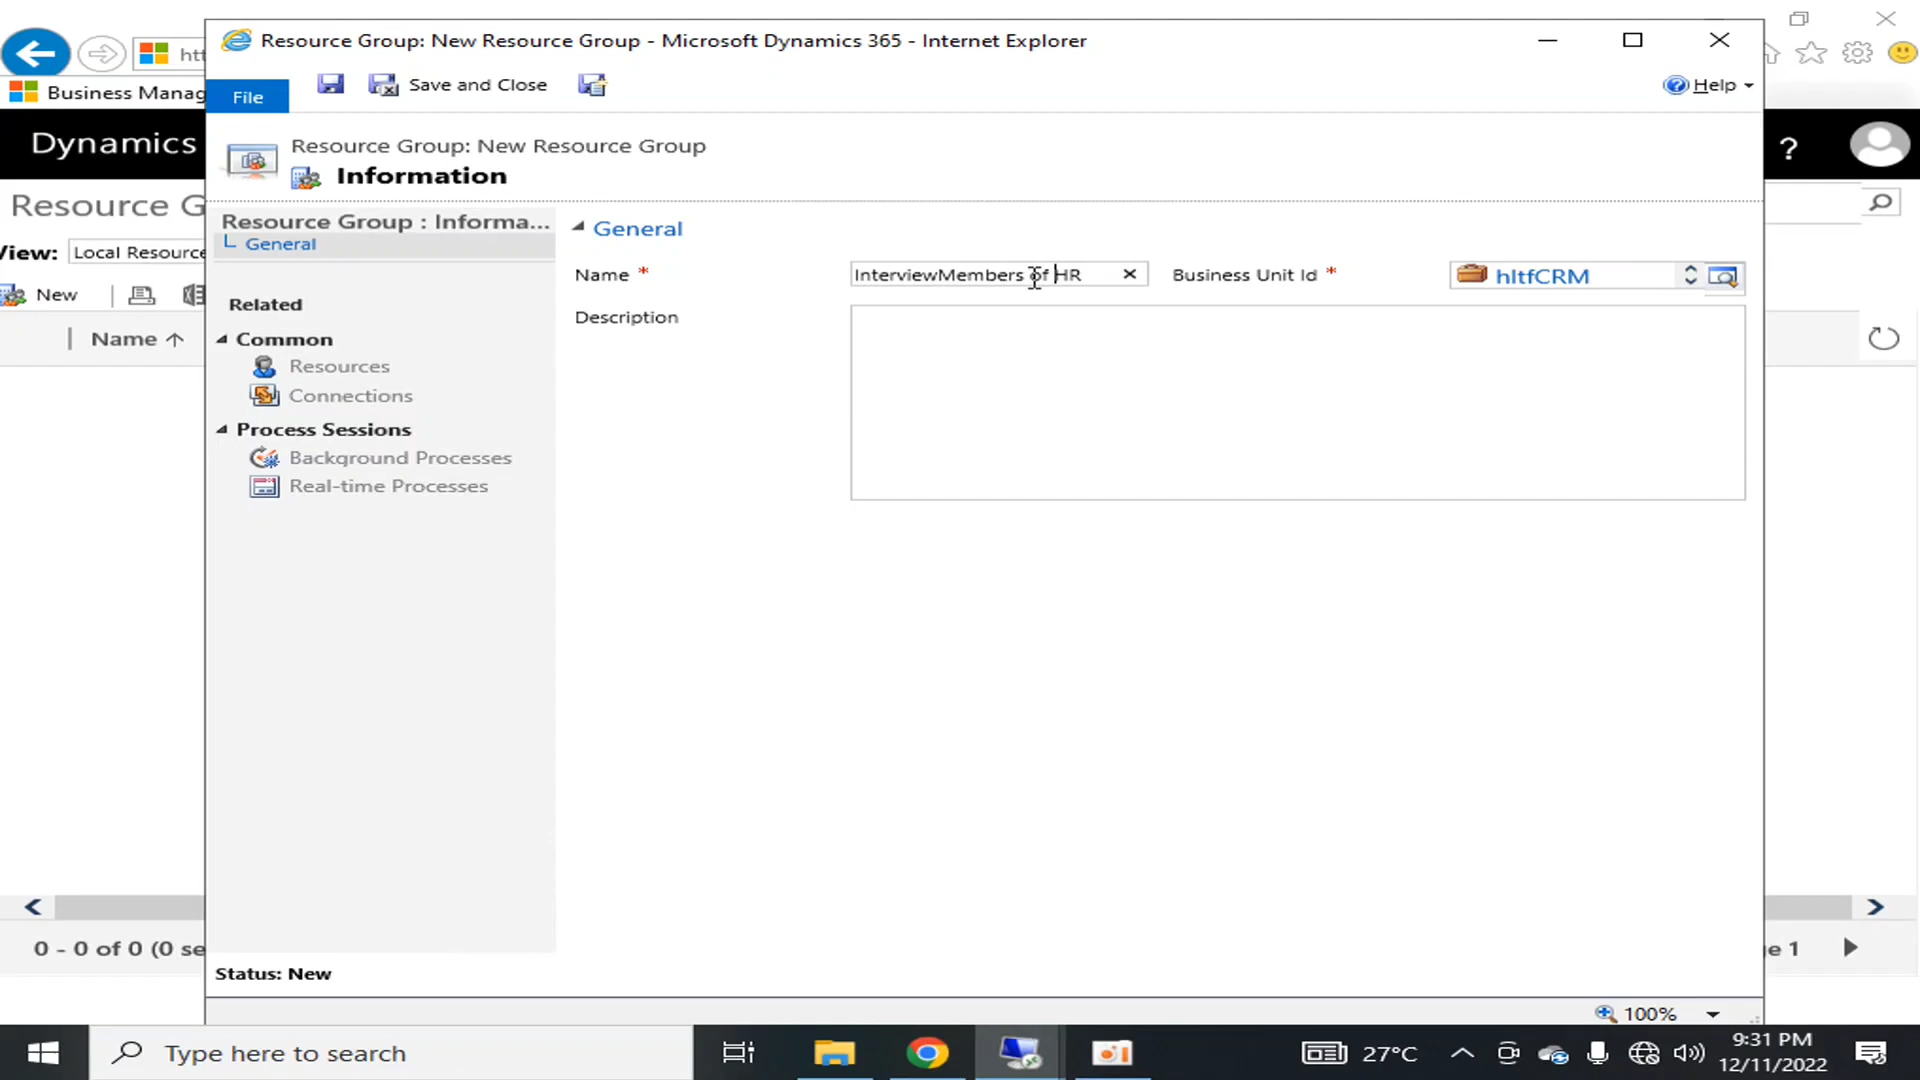 Resource Group: New Resource Group - Microsoft Dynamics 365 - Internet Explorer
htt
Business Manag
File
Save and Close
Help
Dynamics
?
Resource Group: New Resource Group
Information
Resource G
View: Local Resource
New
Name
Resource Group : Informa...
General
Related
Common
Resources
Connections
Process Sessions
Background Processes
Real-time Processes
General
Name *
InterviewMembers of HR
Business Unit Id *
hltfCRM
Description
0 - 0 of 0 (0 se
ge 1
Status: New
100%
Type here to search
27°C
9:31 PM
12/11/2022